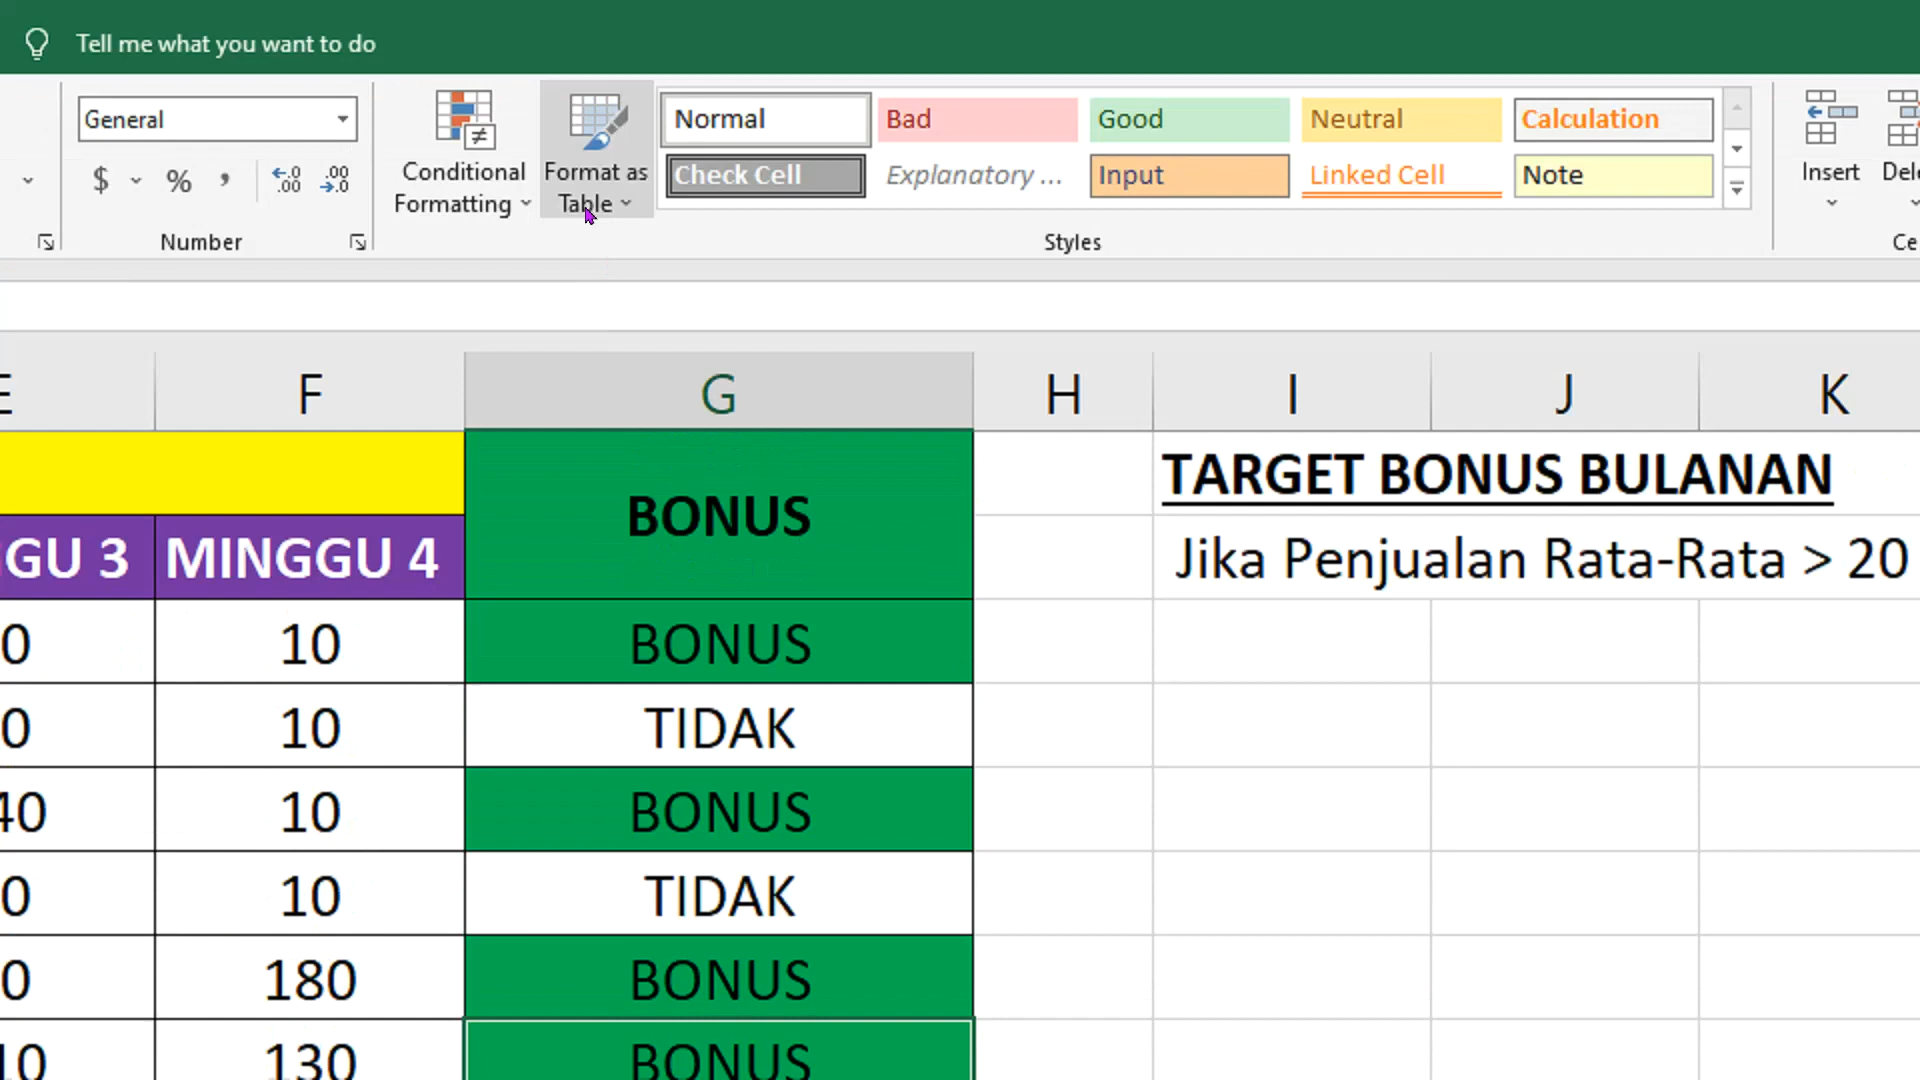 Tell me what you want to do
General
$ % , .00 .00
Conditional
Formatting
Format as
Table
Normal
Bad
Good
Neutral
Calculation
Check Cell
Explanatory ...
Input
Linked Cell
Note
Insert
Number
Styles
F G H I J K
BONUS
TARGET BONUS BULANAN
GU 3 MINGGU 4
Jika Penjualan Rata-Rata > 20
0 10 BONUS
0 10 TIDAK
40 10 BONUS
0 10 TIDAK
0 180 BONUS
10 130 BONUS